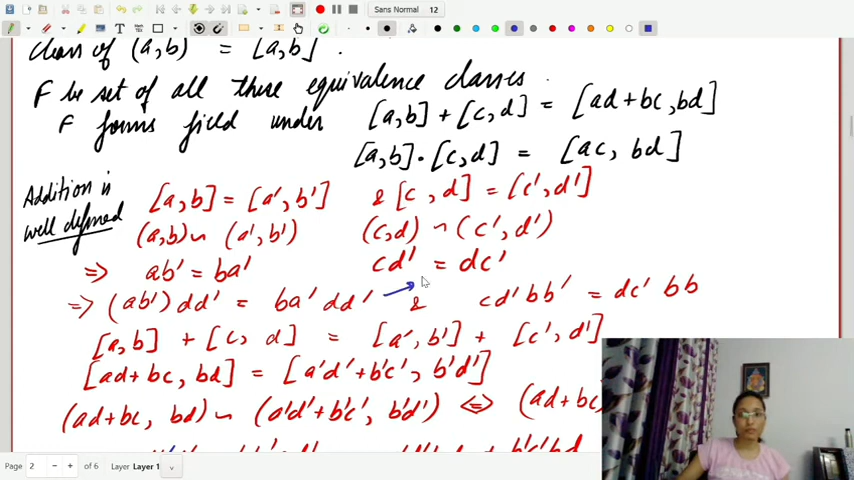 Sans Normal 12
class of (a,b) = [a,b].
F be set of all these equivalence classes.
F forms field under [a,b] + [c,d] = [ad+bc, bd]
[a,b]·[c,d] = [ac, bd]
Addition is well defined
[a,b] = [a',b'] & [c,d] = [c',d']
(a,b) ~ (a',b') (c,d) ~ (c',d')
=> ab' = ba' cd' = dc'
=> (ab')dd' = ba'dd' & cd'bb' = dc'bb
[a,b] + [c,d] = [a',b'] + [c',d']
[ad+bc, bd] = [a'd'+b'c', b'd']
(ad+bc, bd) ~ (a'd'+b'c', b'd') <=> (ad+bc)
Page 2 of 6 Layer Layer 1